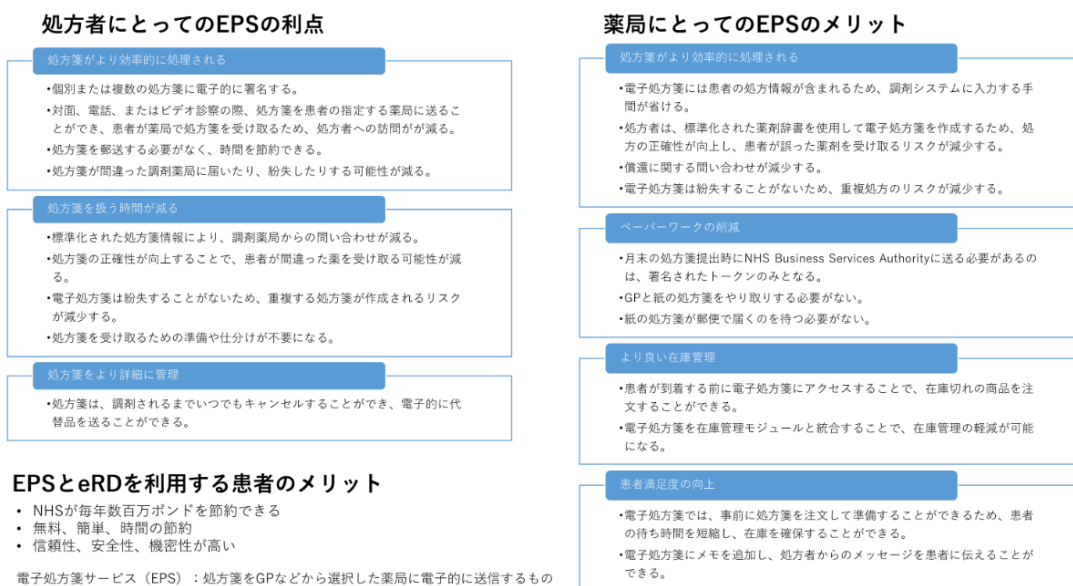 処方者にとってのEPSの利点
処方箋がより効率的に処理される
•個別または複数の処方箋に電子的に署名する。
•対面、電話、またはビデオ診察の際、処方箋を患者の指定する薬局に送るこ
とができ、患者が薬局で処方箋を受け取るため、処方者への訪問がが減る。
•処方箋を郵送する必要がなく、時間を節約できる。
•処方箋が間違った調剤薬局に届いたり、紛失したりする可能性が減る。
処方箋を扱う時間が減る
•標準化された処方箋情報により、調剤薬局からの問い合わせが減る。
•処方箋の正確性が向上することで、患者が間違った薬を受け取る可能性が減
る。
•電子処方箋は紛失することがないため、重複する処方箋が作成されるリスク
が減少する。
•処方箋を受け取るための準備や仕分けが不要になる。
処方箋をより詳細に管理
•処方箋は、調剤されるまでいつでもキャンセルすることができ、電子的に代
替品を送ることができる。
EPSとeRDを利用する患者のメリット
• NHSが毎年数百万ポンドを節約できる
• 無料、簡単、時間の節約
• 信頼性、安全性、機密性が高い
電子処方箋サービス（EPS）：処方箋をGPなどから選択した薬局に電子的に送信するもの
薬局にとってのEPSのメリット
処方箋がより効率的に処理される
•電子処方箋には患者の処方情報が含まれるため、調剤システムに入力する手
間が省ける。
•処方者は、標準化された薬剤辞書を使用して電子処方箋を作成するため、処
方の正確性が向上し、患者が誤った薬剤を受け取るリスクが減少する。
•償還に関する問い合わせが減少する。
•電子処方箋は紛失することがないため、重複処方のリスクが減少する。
ペーパーワークの削減
•月末の処方箋提出時にNHS Business Services Authorityに送る必要があるの
は、署名されたトークンのみとなる。
•GPと紙の処方箋をやり取りする必要がない。
•紙の処方箋が郵便で届くのを待つ必要がない。
より良い在庫管理
•患者が到着する前に電子処方箋にアクセスすることで、在庫切れの商品を注
文することができる。
•電子処方箋を在庫管理モジュールと統合することで、在庫管理の軽減が可能
になる。
患者満足度の向上
•電子処方箋では、事前に処方箋を注文して準備することができるため、患者
の待ち時間を短縮し、在庫を確保することができる。
•電子処方箋にメモを追加し、処方者からのメッセージを患者に伝えることが
できる。